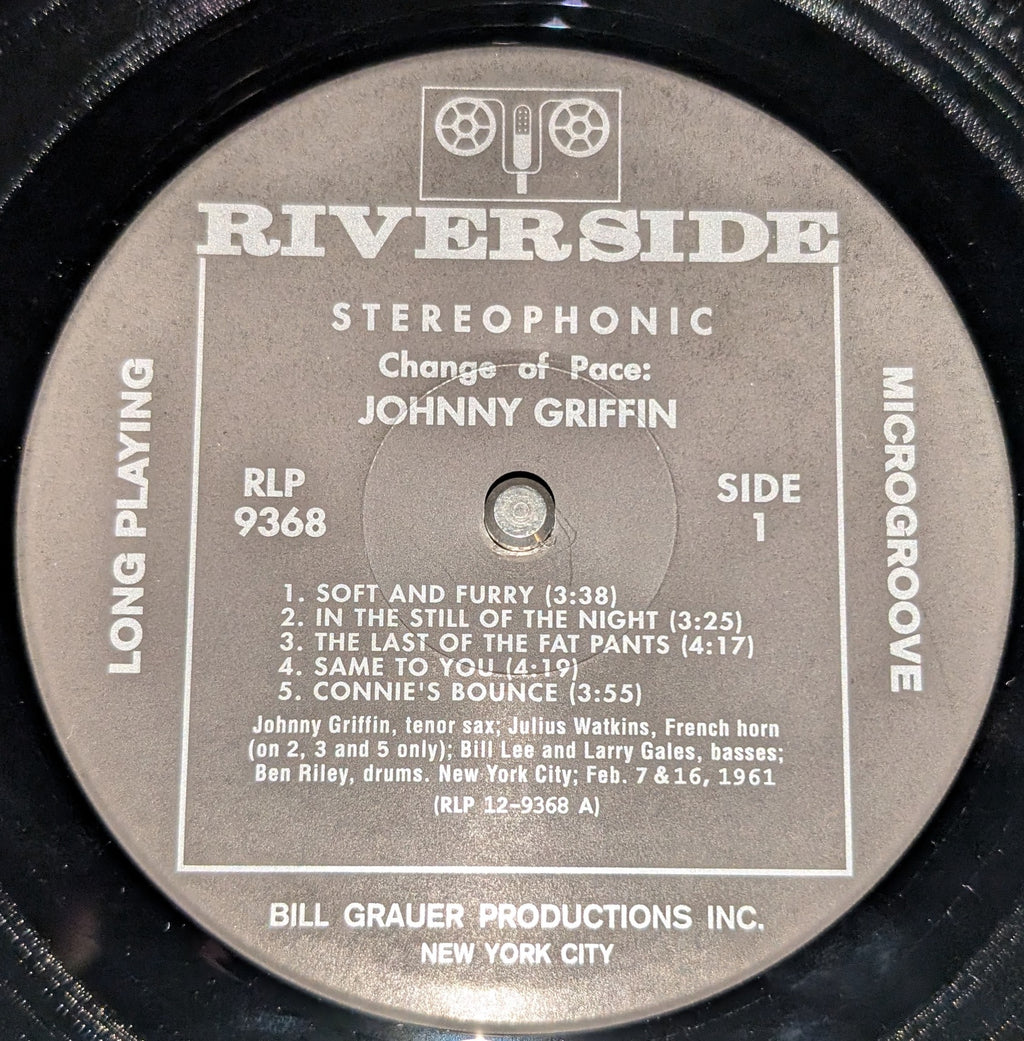 RIVERSIDE
STEREOPHONIC
Change of Pace:
JOHNNY GRIFFIN
LONG PLAYING
MICROGROOVE
RLP
9368
SIDE
1
1. SOFT AND FURRY (3:38)
2. IN THE STILL OF THE NIGHT (3:25)
3. THE LAST OF THE FAT PANTS (4:17)
4. SAME TO YOU (4:19)
5. CONNIE'S BOUNCE (3:55)
Johnny Griffin, tenor sax; Julius Watkins, French horn
(on 2, 3 and 5 only); Bill Lee and Larry Gales, basses;
Ben Riley, drums. New York City; Feb. 7 & 16, 1961
(RLP 12-9368 A)
BILL GRAUER PRODUCTIONS INC.
NEW YORK CITY